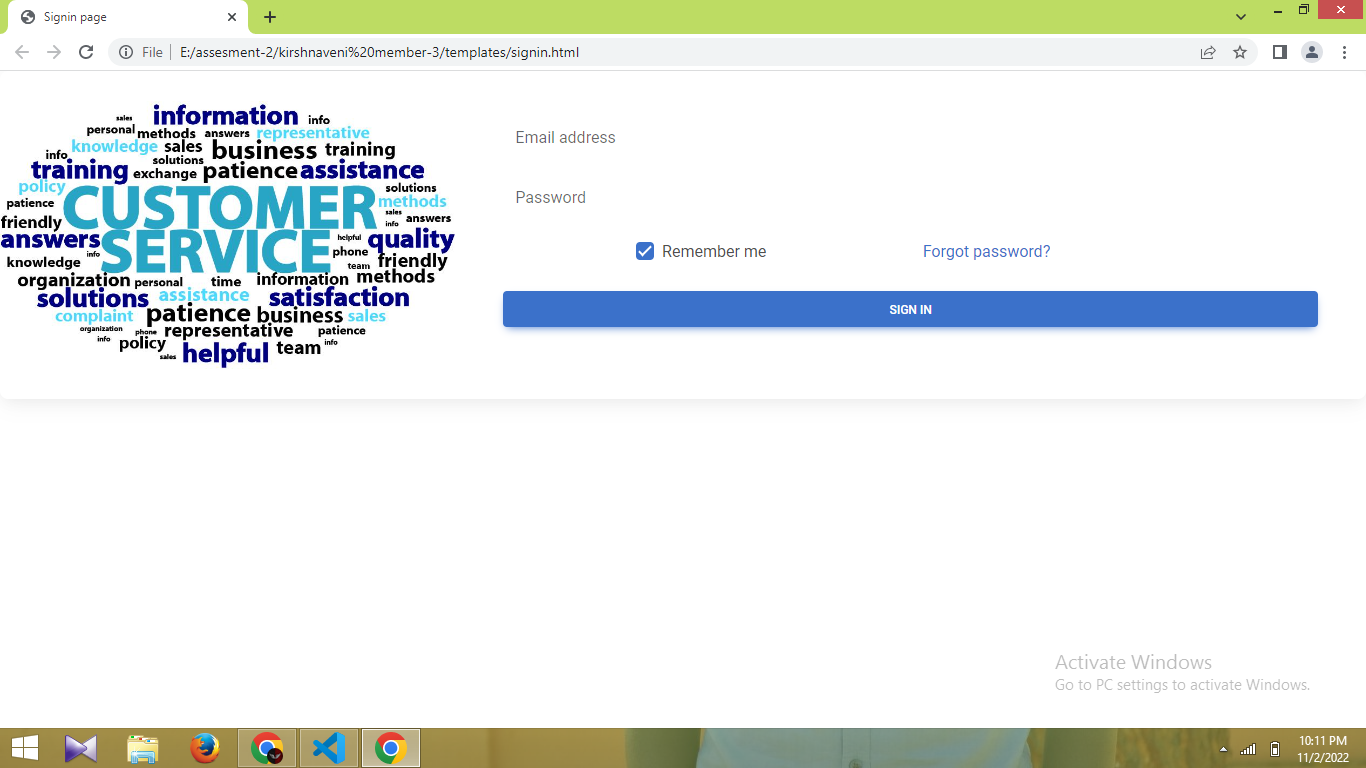 Signin page
File
E:/assesment-2/kirshnaveni%20member-3/templates/signin.html
sales information info
personal methods answers representative
knowledge sales business training
info solutions
training exchange patience assistance
policy solutions
patience CUSTOMER methods
friendly sales info answers
answers SERVICE helpful quality
info phone
knowledge team friendly
organization personal time information methods
solutions assistance satisfaction
complaint patience business sales
organization phone representative patience
info policy team info
sales helpful
Email address
Password
Remember me
Forgot password?
SIGN IN
Activate Windows
Go to PC settings to activate Windows.
10:11 PM
11/2/2022